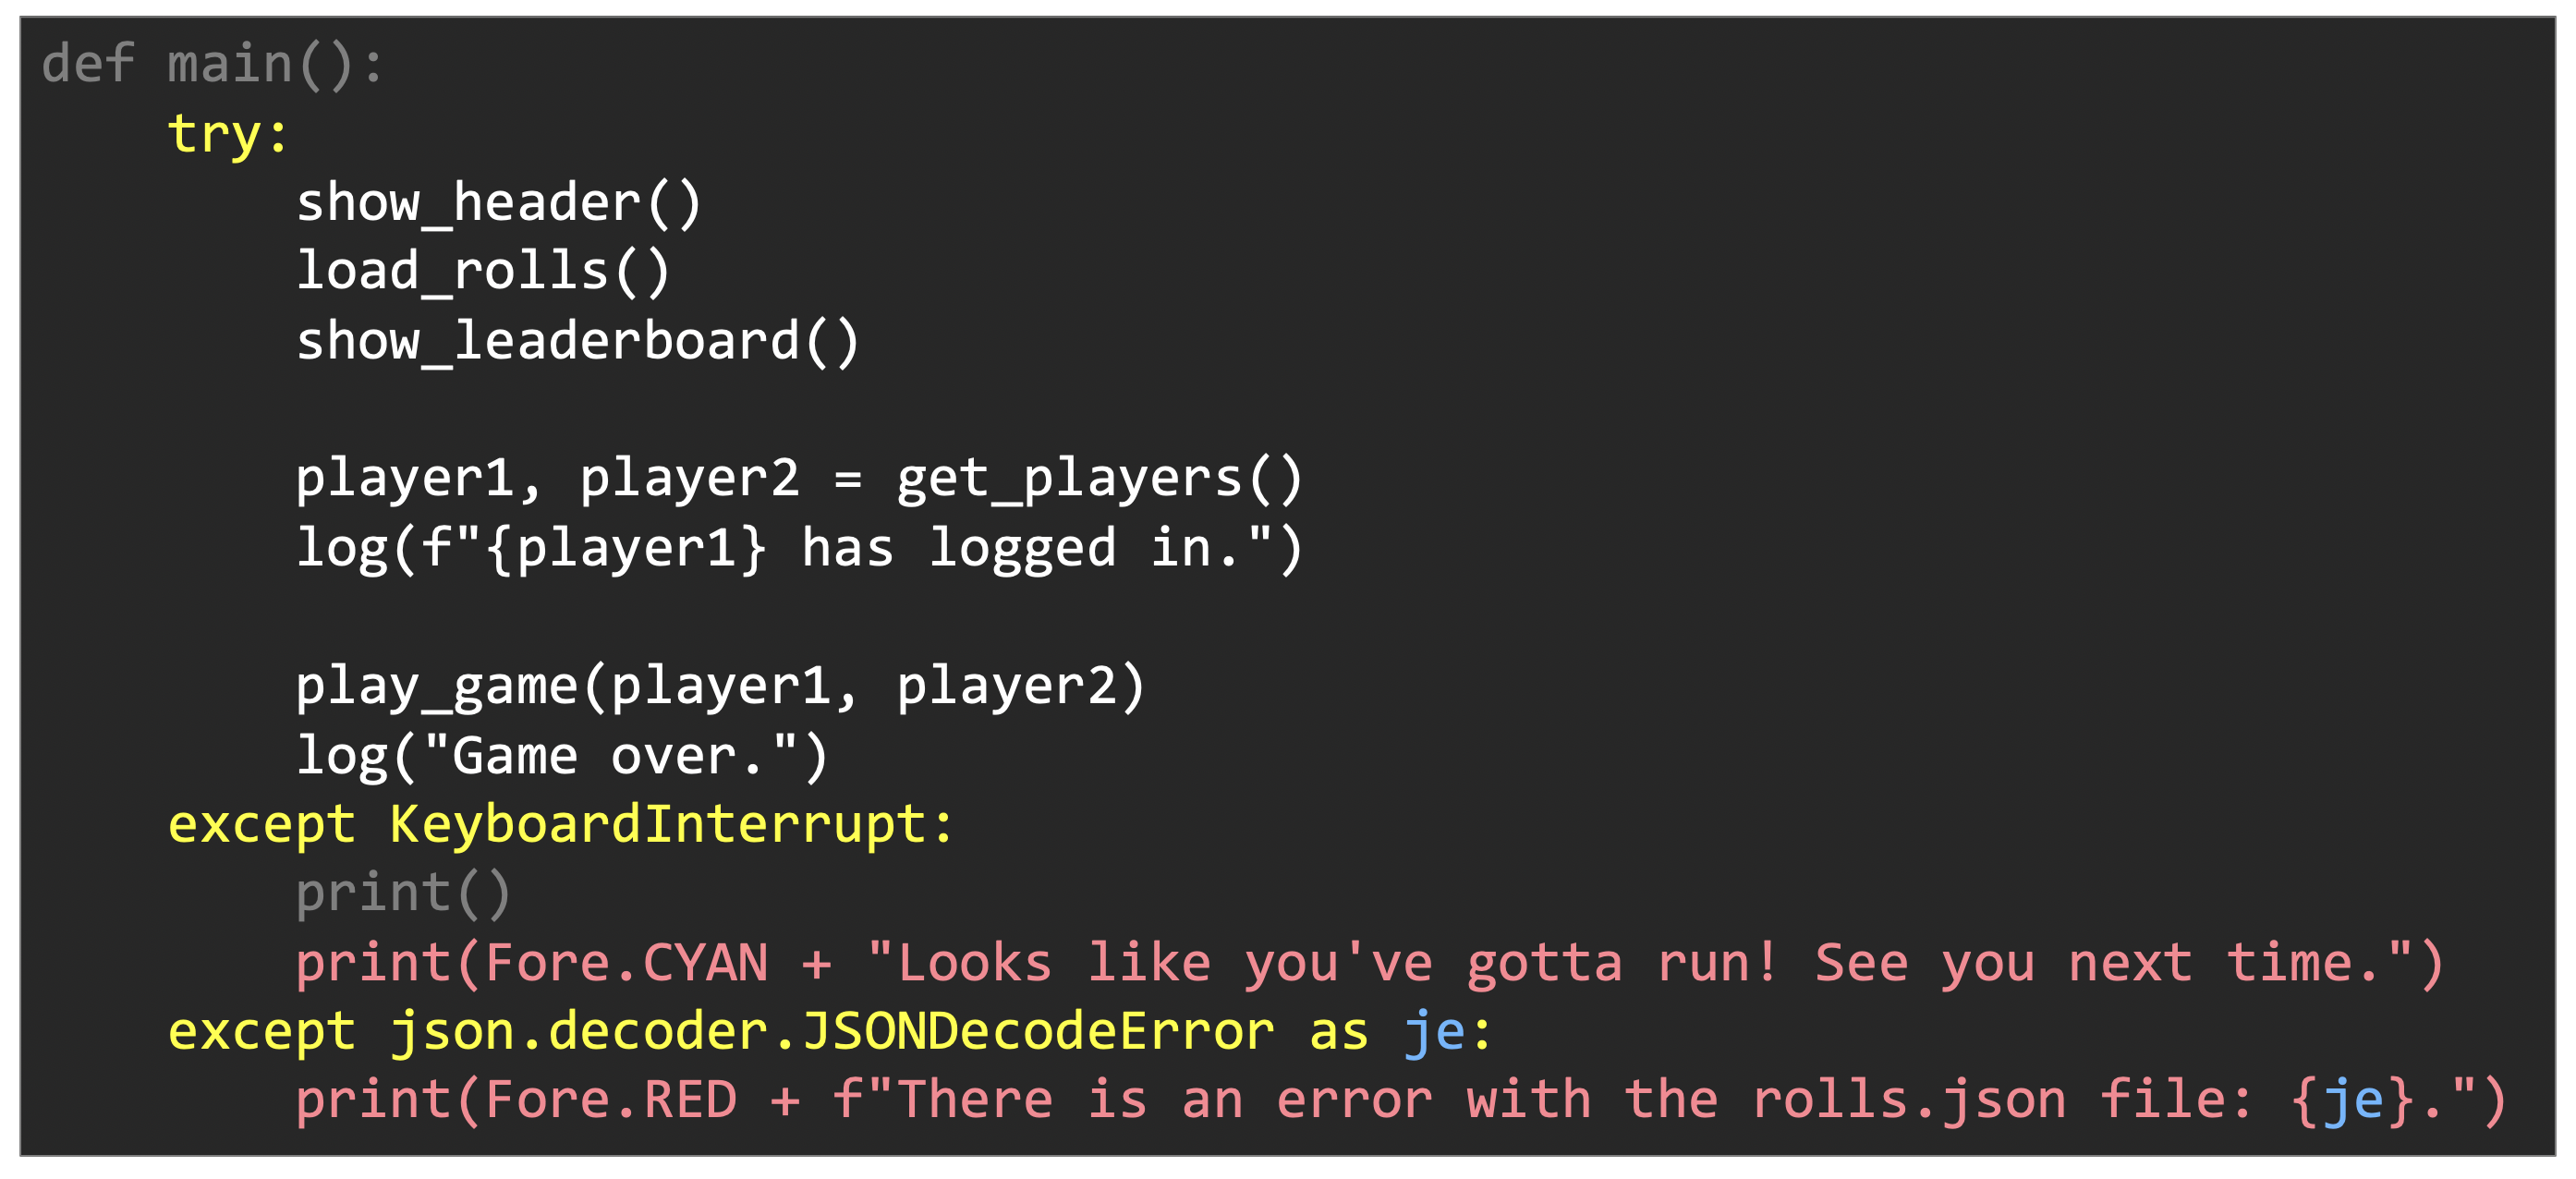 def main():
    try:
        show_header()
        load_rolls()
        show_leaderboard()

        player1, player2 = get_players()
        log(f"{player1} has logged in.")

        play_game(player1, player2)
        log("Game over.")
    except KeyboardInterrupt:
        print()
        print(Fore.CYAN + "Looks like you've gotta run! See you next time.")
    except json.decoder.JSONDecodeError as je:
        print(Fore.RED + f"There is an error with the rolls.json file: {je}.")